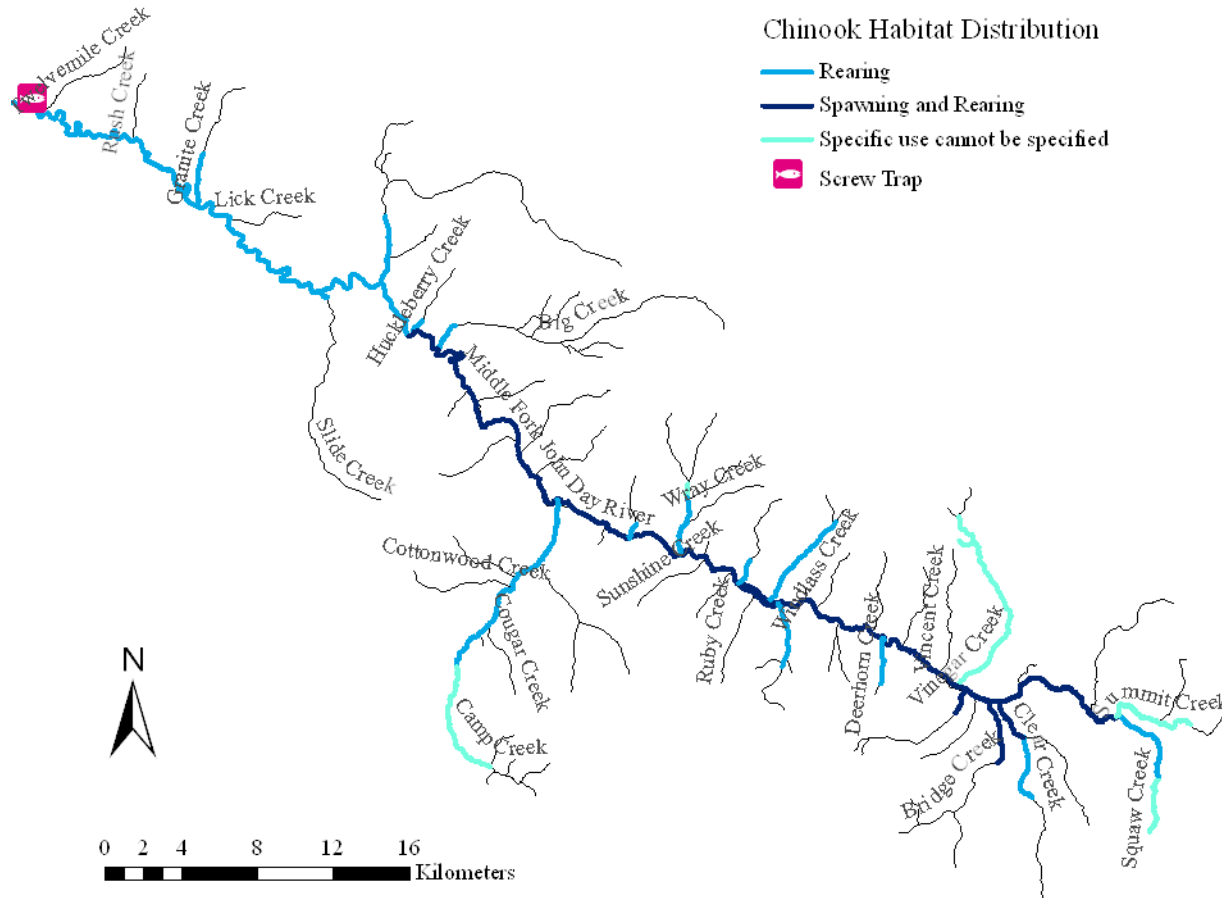 Chinook Habitat Distribution
Rearing
Spawning and Rearing
Specific use cannot be specified
Screw Trap
Twelvemile Creek
Rush Creek
Granite Creek
Lick Creek
Huckleberry Creek
Big Creek
Slide Creek
Middle Fork John Day River
Wray Creek
Cottonwood Creek
Sunshine Creek
Windlass Creek
Cougar Creek
Ruby Creek
Deerhorn Creek
Vincent Creek
Vinegar Creek
Camp Creek
Summit Creek
Clear Creek
Bridge Creek
Squaw Creek
N
0 2 4 8 12 16
Kilometers